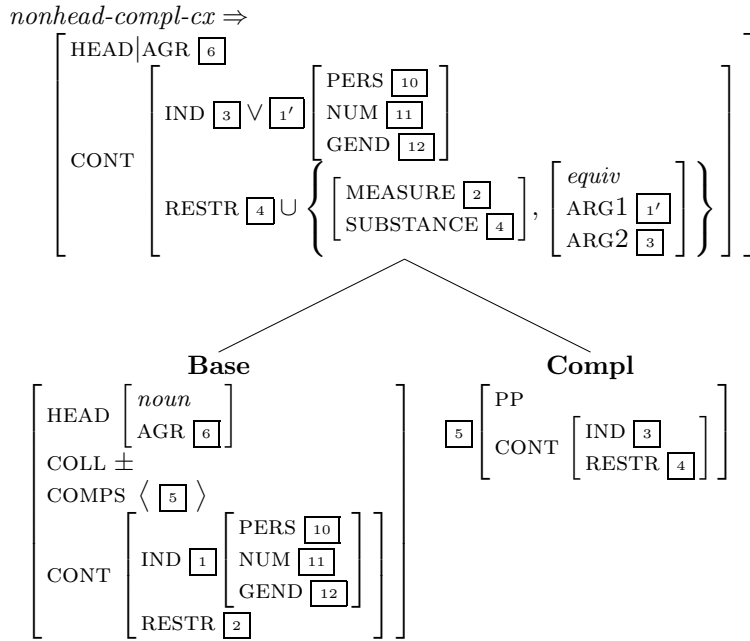 nonhead-compl-cx ⇒
HEAD|AGR 6
PERS 10
IND 3 ∨ 1′ NUM 11
GEND 12
CONT
MEASURE 2 equiv
RESTR 4 ∪ { , ARG1 1′ }
SUBSTANCE 4 ARG2 3
Base Compl
HEAD noun
AGR 6
COLL ±
COMPS ⟨ 5 ⟩
PERS 10
CONT IND 1 NUM 11
GEND 12
RESTR 2
5 PP
CONT IND 3
RESTR 4